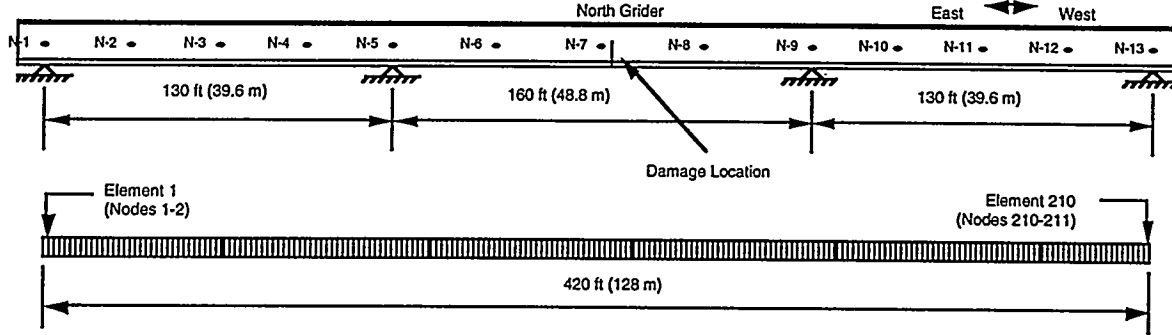 North Grider
East West
N-1 N-2 N-3 N-4 N-5 N-6 N-7 N-8 N-9 N-10 N-11 N-12 N-13
130 ft (39.6 m) 160 ft (48.8 m) 130 ft (39.6 m)
Damage Location
Element 1
(Nodes 1-2)
Element 210
(Nodes 210-211)
420 ft (128 m)